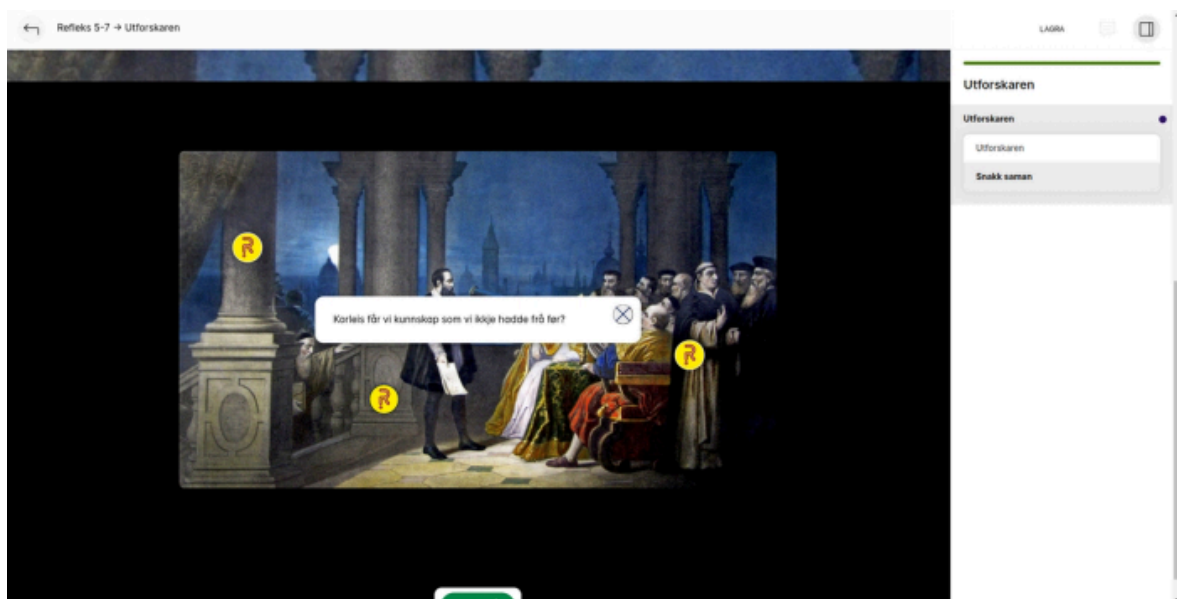 Refleks 5-7 → Utforskaren
LAGRA
Utforskaren
Utforskaren
Utforskaren
Snakk saman
Korleis får vi kunnskap som vi ikkje hadde frå før?
R
R
R